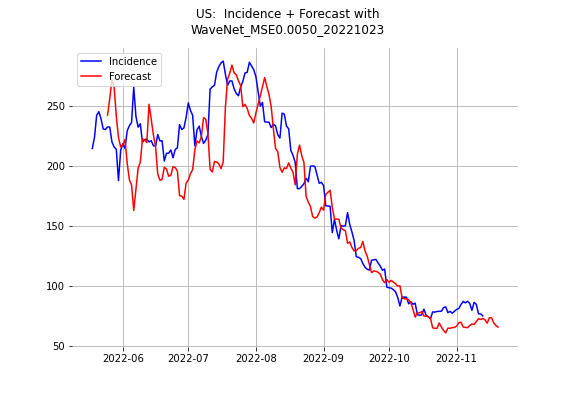 US:  Incidence + Forecast with
WaveNet_MSE0.0050_20221023
Incidence
Forecast
250
200
150
100
50
2022-06 2022-07 2022-08 2022-09 2022-10 2022-11